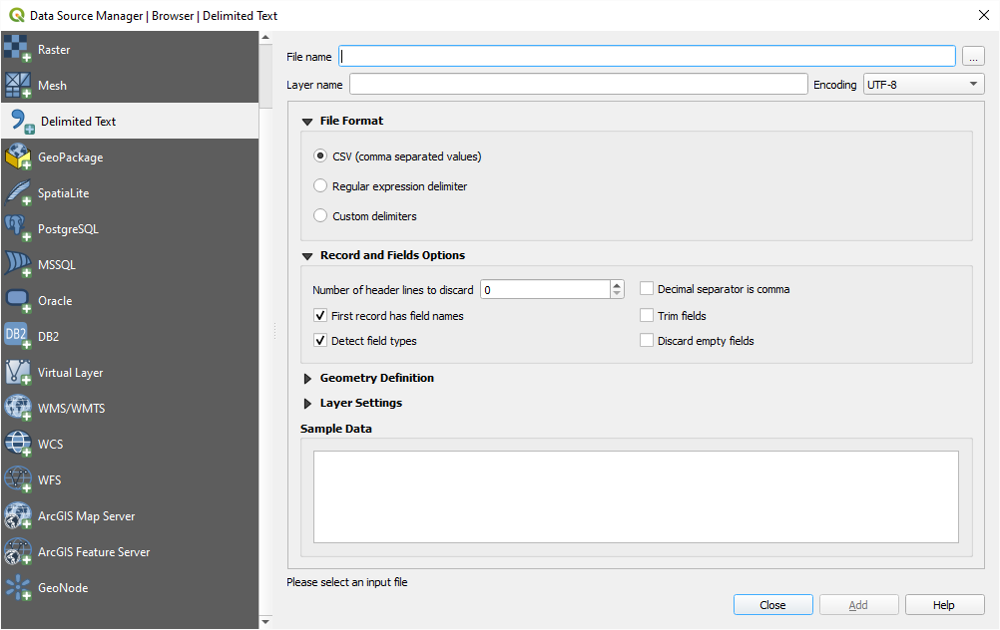 Data Source Manager | Browser | Delimited Text
Raster
Mesh
Delimited Text
GeoPackage
SpatiaLite
PostgreSQL
MSSQL
Oracle
DB2
DB2
Virtual Layer
WMS/WMTS
WCS
WFS
ArcGIS Map Server
ArcGIS Feature Server
GeoNode
File name
...
Layer name
Encoding UTF-8
File Format
CSV (comma separated values)
Regular expression delimiter
Custom delimiters
Record and Fields Options
Number of header lines to discard 0
Decimal separator is comma
First record has field names
Trim fields
Detect field types
Discard empty fields
Geometry Definition
Layer Settings
Sample Data
Please select an input file
Close
Add
Help